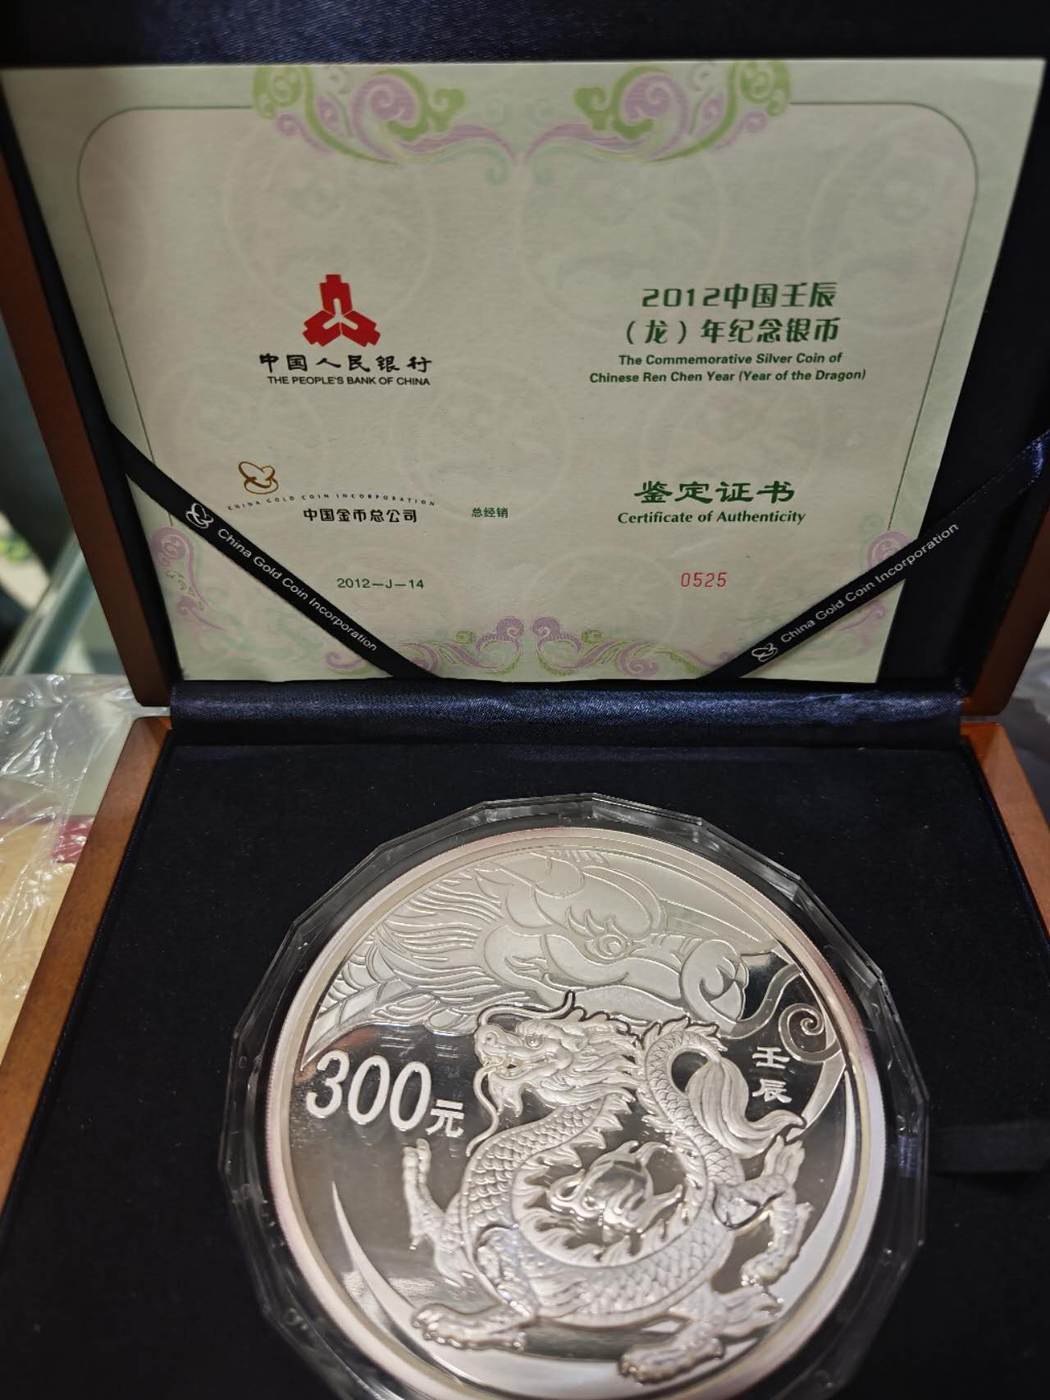 中国人民银行
THE PEOPLE'S BANK OF CHINA
2012中国壬辰
（龙）年纪念银币
The Commemorative Silver Coin of
Chinese Ren Chen Year (Year of the Dragon)
CHINA GOLD COIN INCORPORATION
中国金币总公司
总经销
鉴定证书
Certificate of Authenticity
2012—J—14
0525
China Gold Coin Incorporation
China Gold Coin Incorporation
300元
壬辰